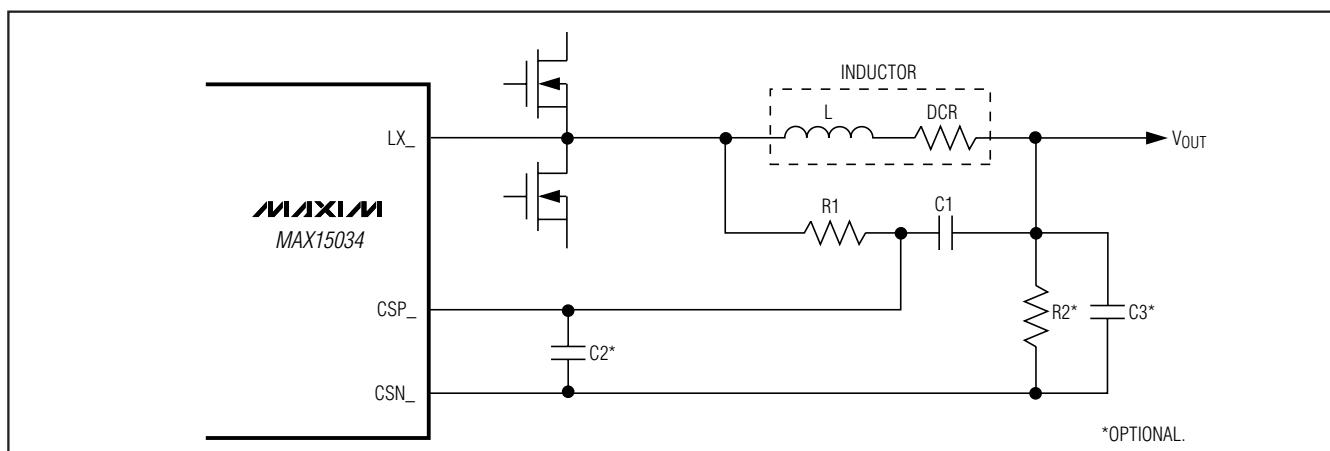 INDUCTOR
L DCR
LX_
VOUT
MAXIM
MAX15034
R1 C1
CSP_
R2* C3*
C2*
CSN_
*OPTIONAL.